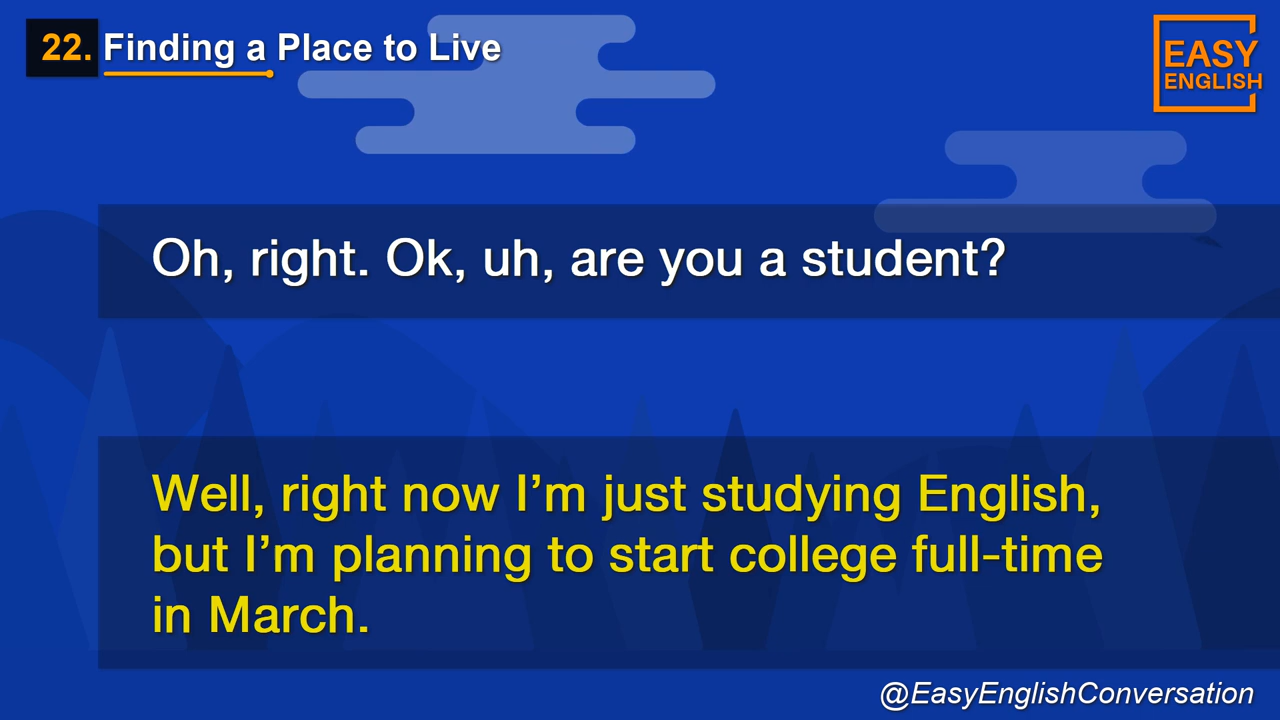 22. Finding a Place to Live
EASY
ENGLISH
Oh, right. Ok, uh, are you a student?
Well, right now I’m just studying English,
but I’m planning to start college full-time
in March.
@EasyEnglishConversation